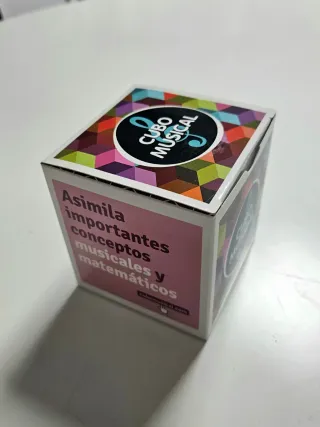 CUBO
MUSICAL
Asimila
importantes
conceptos
musicales y
matemáticos